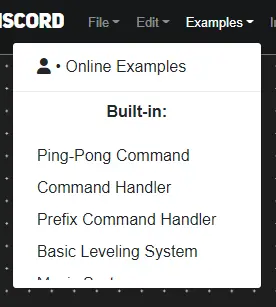 ISCORD File Edit Examples
• Online Examples
Built-in:
Ping-Pong Command
Command Handler
Prefix Command Handler
Basic Leveling System